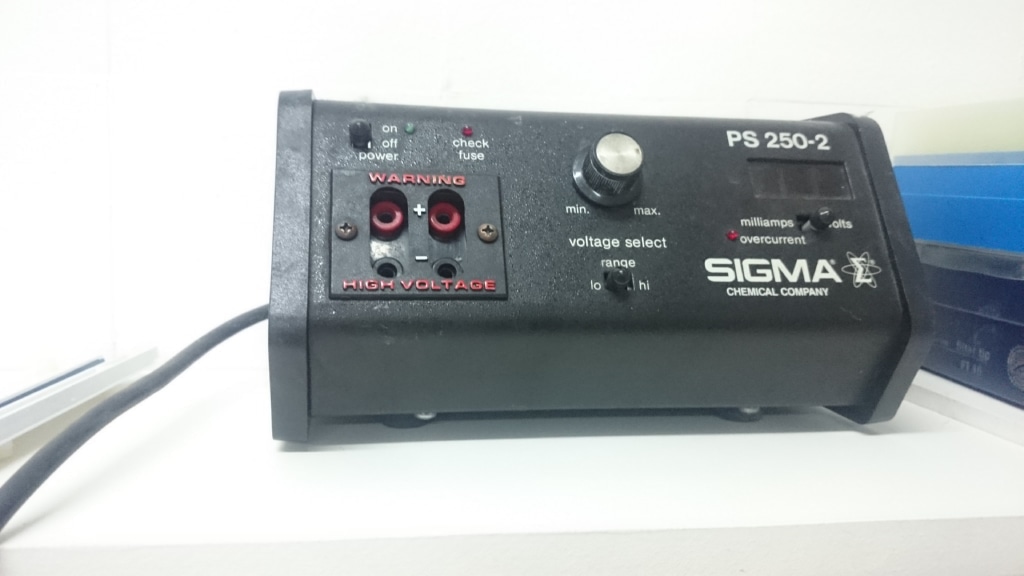 on
off
power
check
fuse
WARNING
+
-
HIGH VOLTAGE
min. max.
voltage select
range
lo hi
PS 250-2
milliamps volts
overcurrent
SIGMA®
CHEMICAL COMPANY